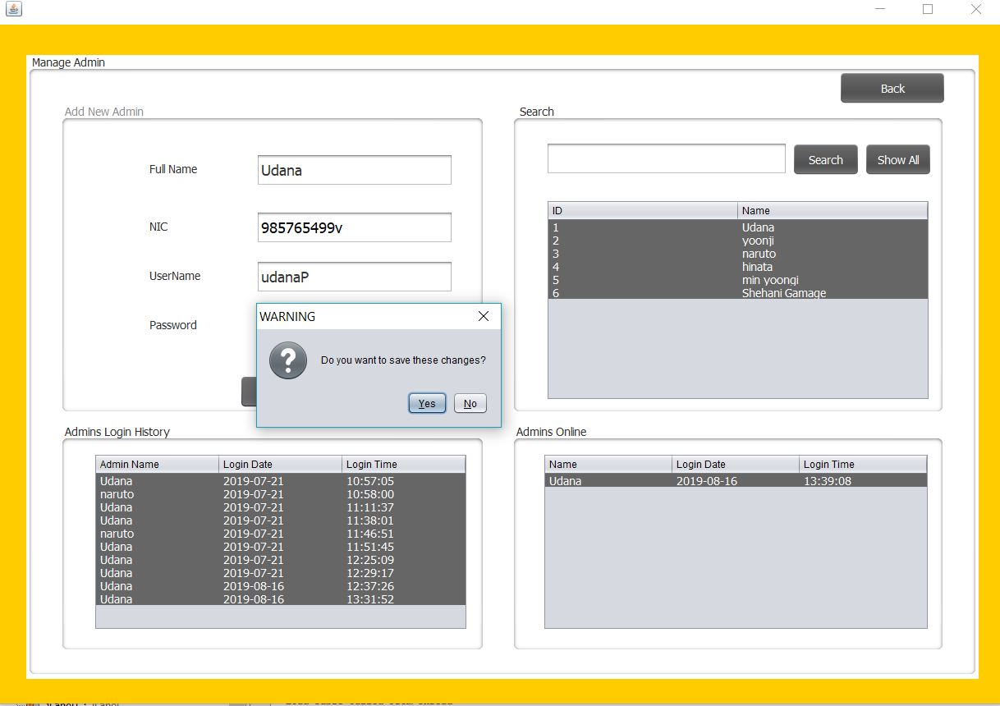 Manage Admin
Back
Add New Admin
Full Name Udana
NIC 985765499v
UserName udanaP
Password
WARNING
Do you want to save these changes?
Yes No
Search
Search Show All
ID Name
1 Udana
2 yoonji
3 naruto
4 hinata
5 min yoongi
6 Shehani Gamage
Admins Login History
Admin Name Login Date Login Time
Udana 2019-07-21 10:57:05
naruto 2019-07-21 10:58:00
Udana 2019-07-21 11:11:37
Udana 2019-07-21 11:38:01
naruto 2019-07-21 11:46:51
Udana 2019-07-21 11:51:45
Udana 2019-07-21 12:25:09
Udana 2019-07-21 12:29:17
Udana 2019-08-16 12:37:26
Udana 2019-08-16 13:31:52
Admins Online
Name Login Date Login Time
Udana 2019-08-16 13:39:08